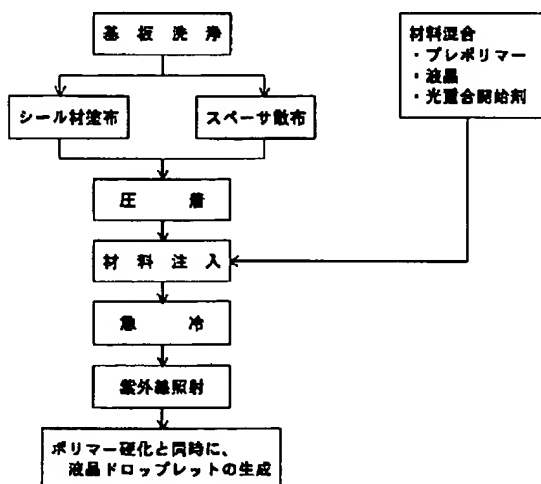 基板洗浄
材料混合
・プレポリマー
・液晶
・光重合開始剤
シール材塗布
スペーサ散布
圧着
材料注入
急冷
紫外線照射
ポリマー硬化と同時に、
液晶ドロップレットの生成